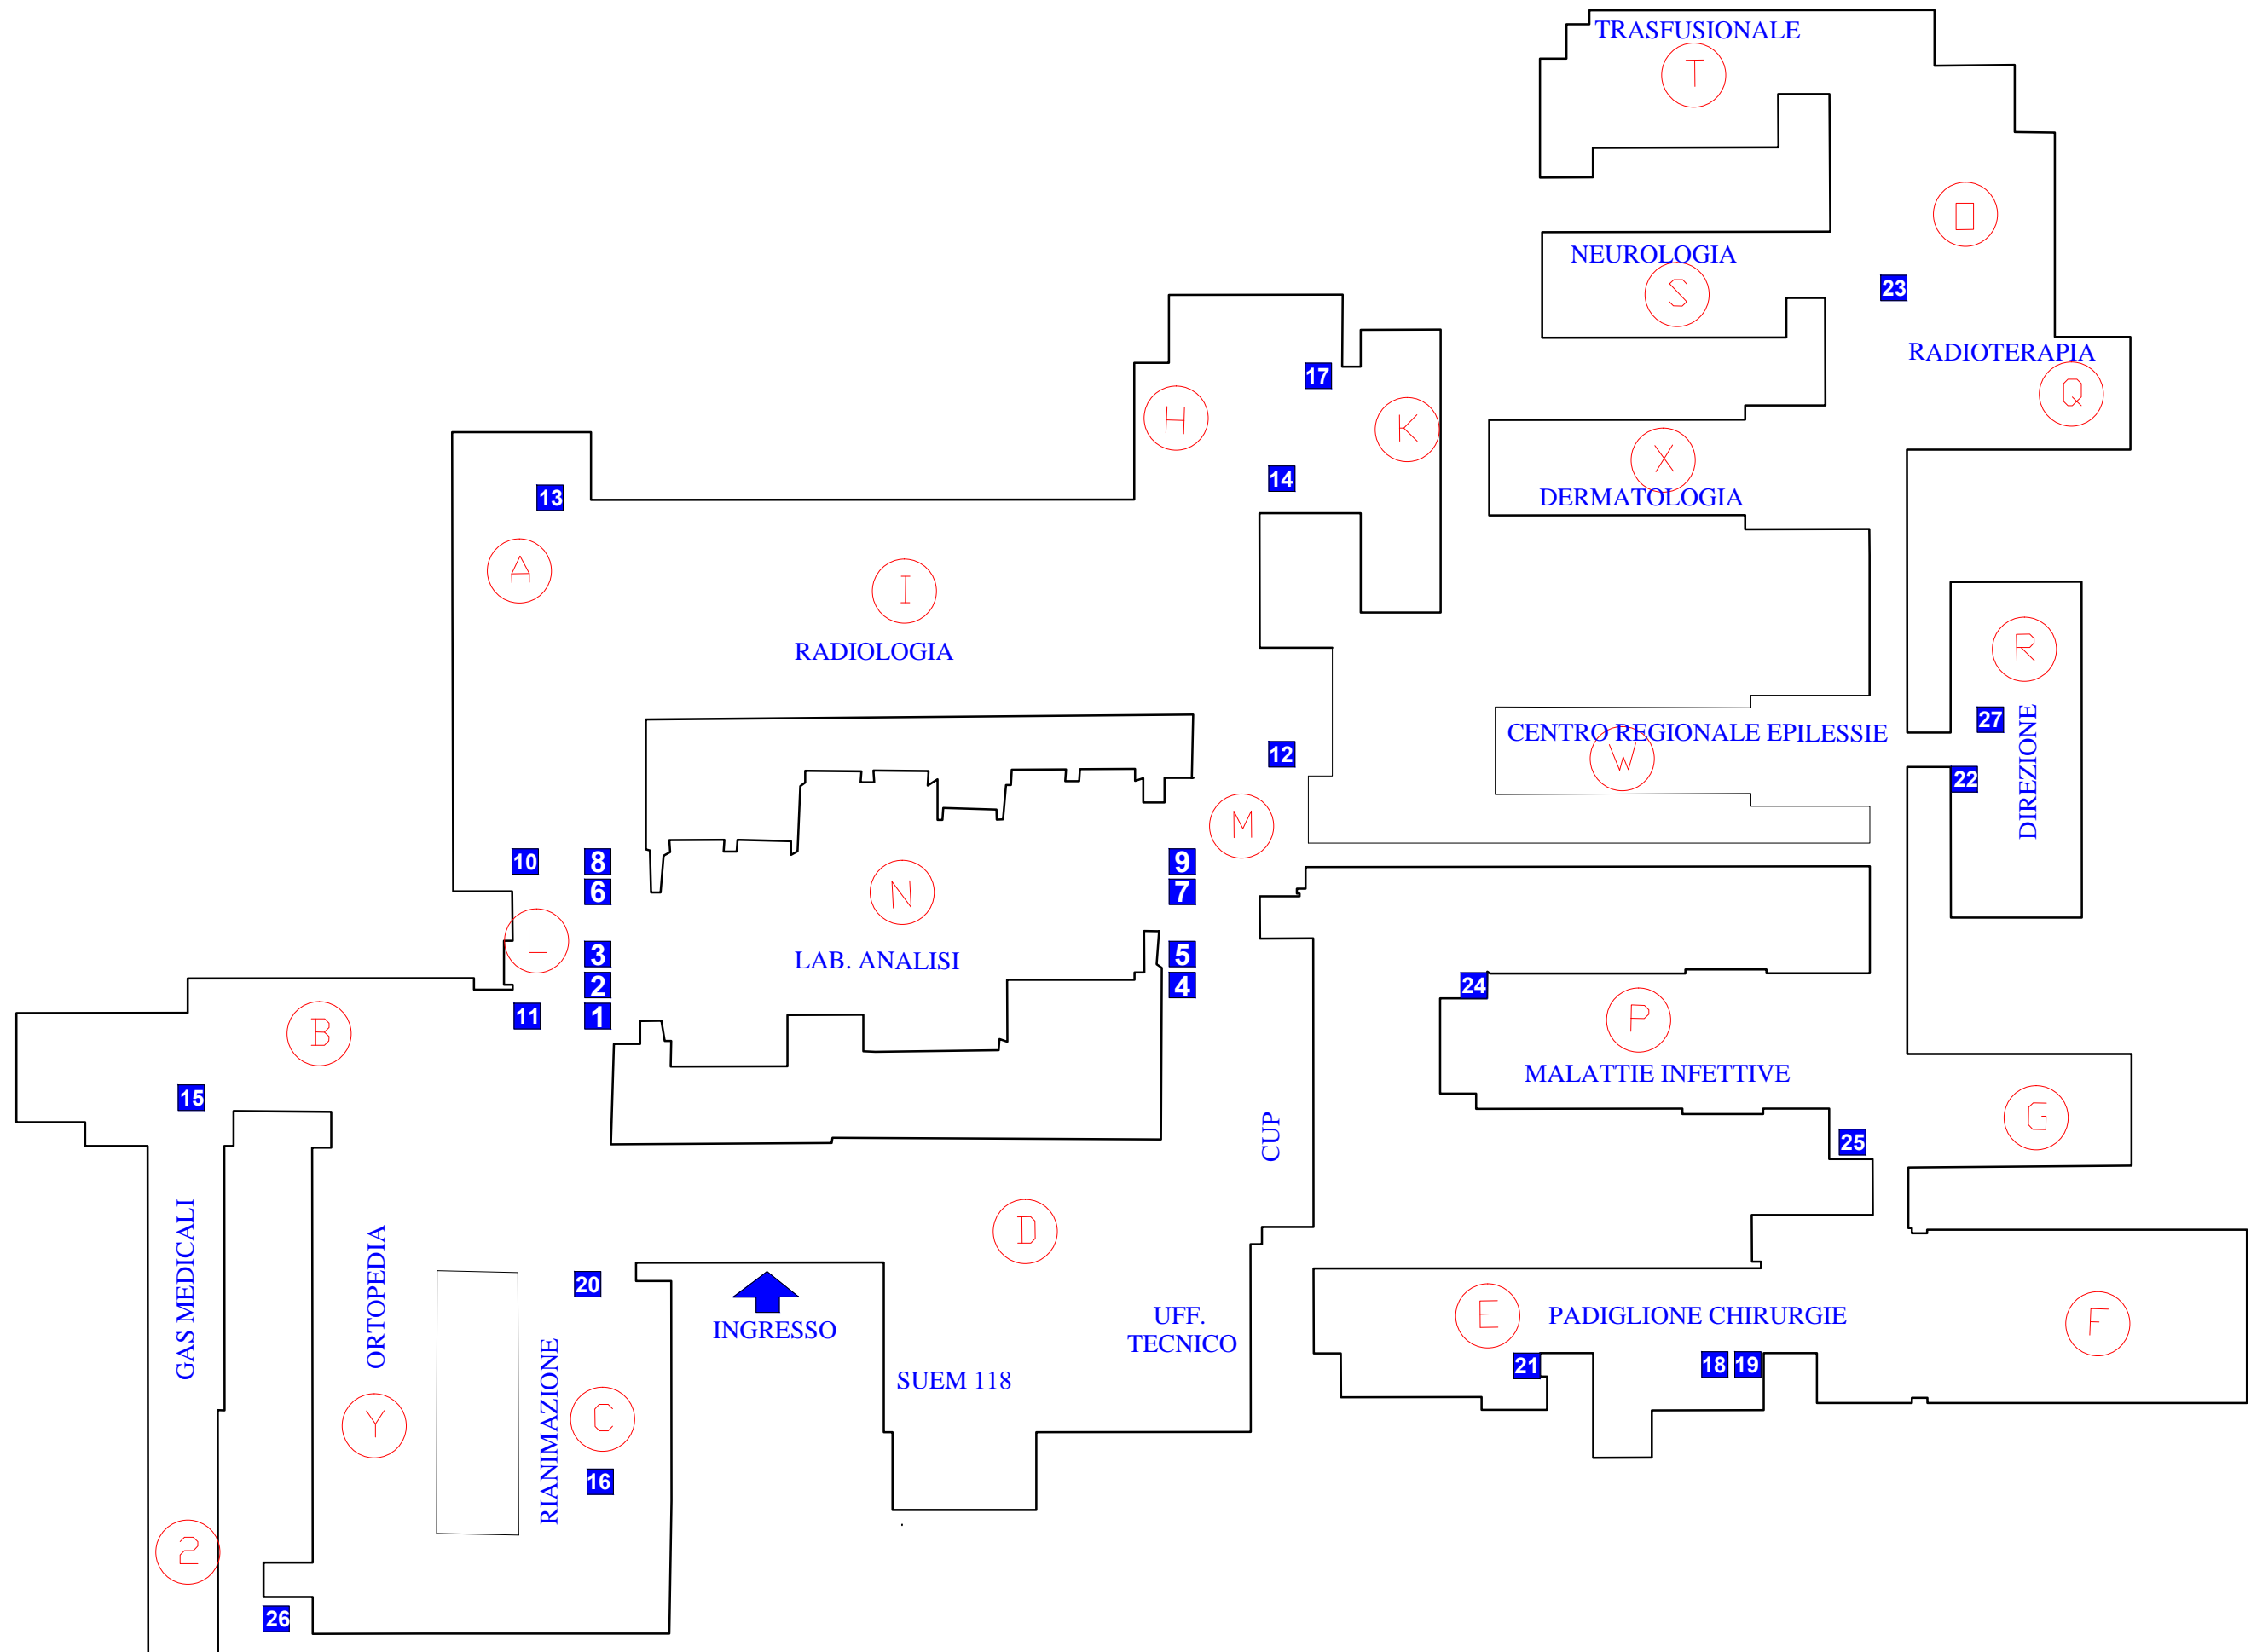 TRASFUSIONALE
T
O
NEUROLOGIA
S
23
RADIOTERAPIA
Q
17
H
K
X
14
13
DERMATOLOGIA
A
I
R
RADIOLOGIA
27
DIREZIONE
CENTRO REGIONALE EPILESSIE
W
12
22
M
10
8
9
6
N
7
L
3
LAB. ANALISI
5
2
4
24
1
11
B
P
MALATTIE INFETTIVE
15
G
CUP
25
D
GAS MEDICALI
ORTOPEDIA
20
INGRESSO
UFF.
TECNICO
E
PADIGLIONE CHIRURGIE
F
21
18
19
SUEM 118
RIANIMAZIONE
Y
C
16
2
26